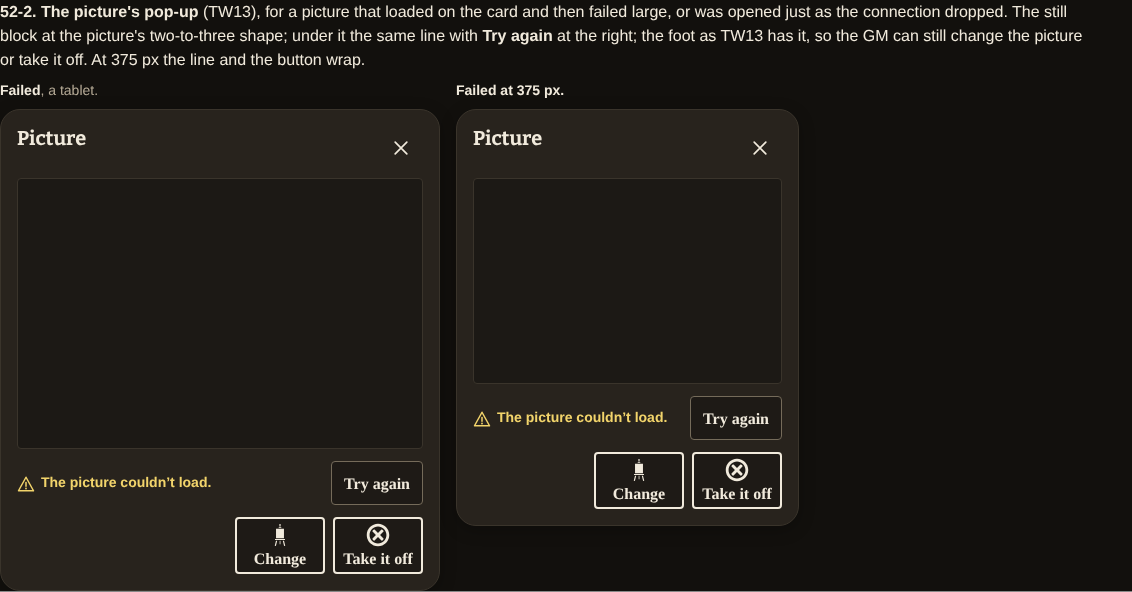 52-2. The picture's pop-up (TW13), for a picture that loaded on the card and then failed large, or was opened just as the connection dropped. The still
block at the picture's two-to-three shape; under it the same line with Try again at the right; the foot as TW13 has it, so the GM can still change the picture
or take it off. At 375 px the line and the button wrap.
Failed, a tablet.
Picture
The picture couldn’t load.
Try again
Change
Take it off
Failed at 375 px.
Picture
The picture couldn’t load.
Try again
Change
Take it off